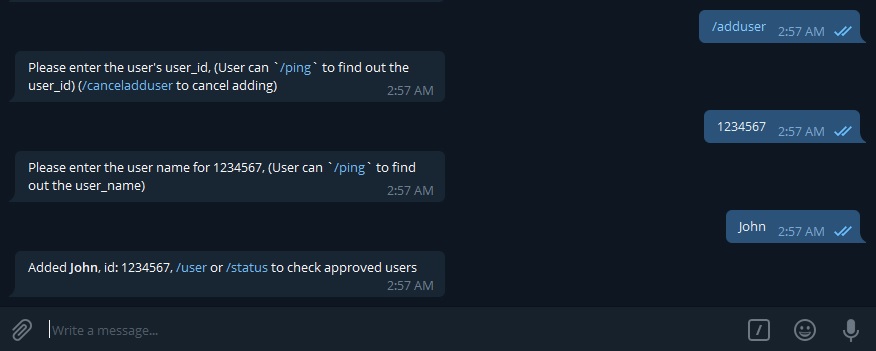 /adduser 2:57 AM
Please enter the user's user_id, (User can `/ping` to find out the
user_id) (/canceladduser to cancel adding)
2:57 AM
1234567 2:57 AM
Please enter the user name for 1234567, (User can `/ping` to find
out the user_name)
2:57 AM
John 2:57 AM
Added John, id: 1234567, /user or /status to check approved users
2:57 AM
Write a message...